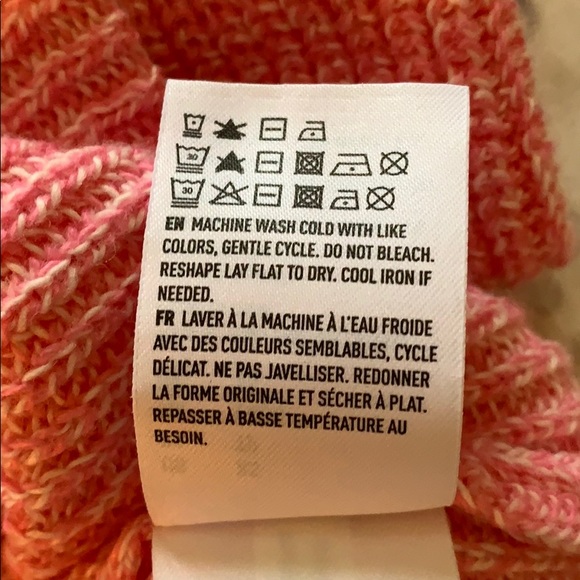 30
30
EN MACHINE WASH COLD WITH LIKE
COLORS, GENTLE CYCLE. DO NOT BLEACH.
RESHAPE LAY FLAT TO DRY. COOL IRON IF
NEEDED.
FR LAVER À LA MACHINE À L'EAU FROIDE
AVEC DES COULEURS SEMBLABLES, CYCLE
DÉLICAT. NE PAS JAVELLISER. REDONNER
LA FORME ORIGINALE ET SÉCHER À PLAT.
REPASSER À BASSE TEMPÉRATURE AU
BESOIN.